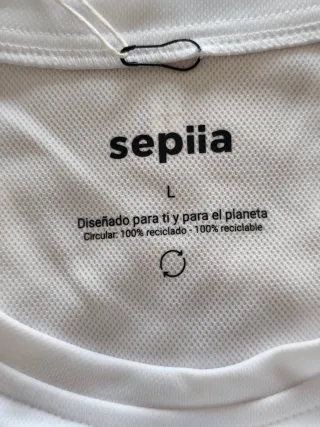 sepiia
L
Diseñado para ti y para el planeta
Circular: 100% reciclado - 100% reciclable